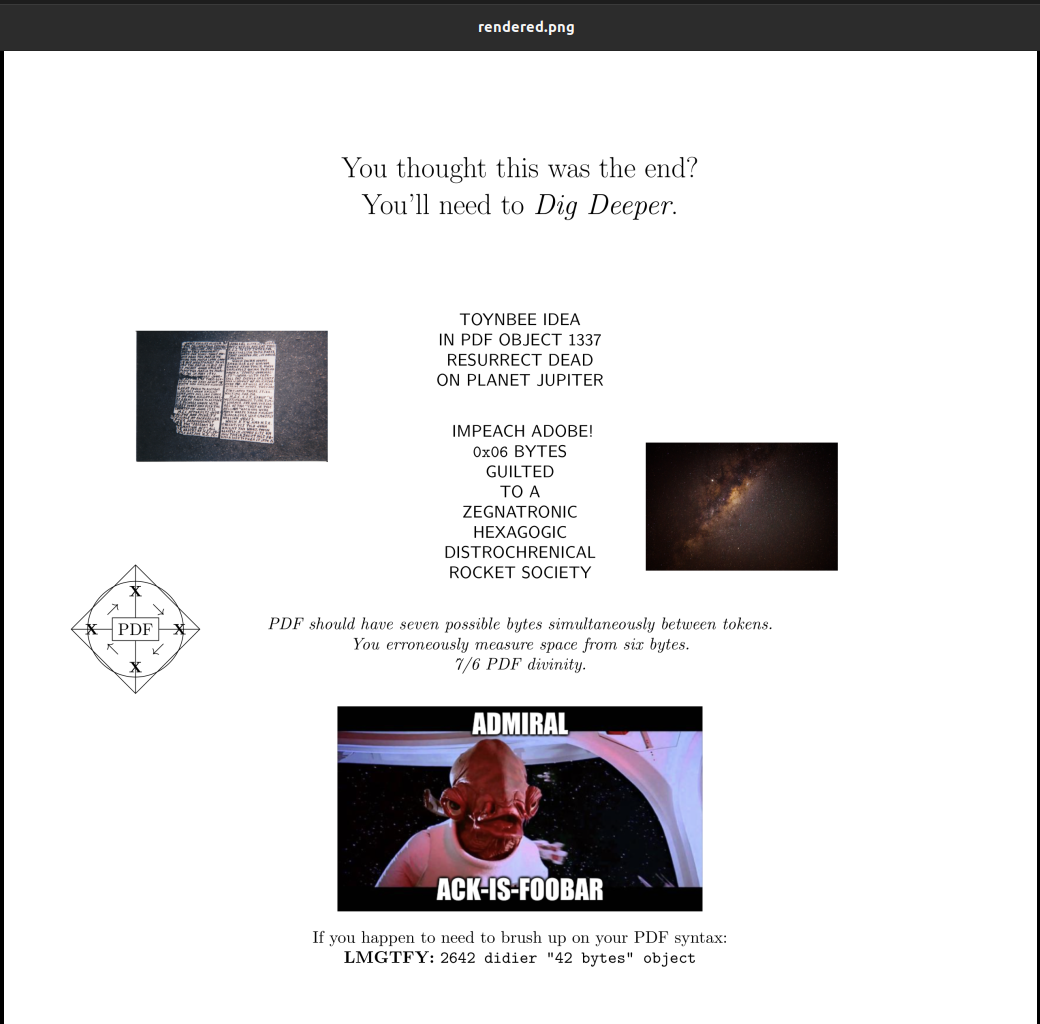 rendered.png
You thought this was the end?
You'll need to Dig Deeper.
TOYNBEE IDEA
IN PDF OBJECT 1337
RESURRECT DEAD
ON PLANET JUPITER
IMPEACH ADOBE!
0x06 BYTES
GUILTED
TO A
ZEGNATRONIC
HEXAGOGIC
DISTROCHRENICAL
ROCKET SOCIETY
X
X PDF X
X
PDF should have seven possible bytes simultaneously between tokens.
You erroneously measure space from six bytes.
7/6 PDF divinity.
ADMIRAL
ACK-IS-FOOBAR
If you happen to need to brush up on your PDF syntax:
LMGTFY: 2642 didier "42 bytes" object